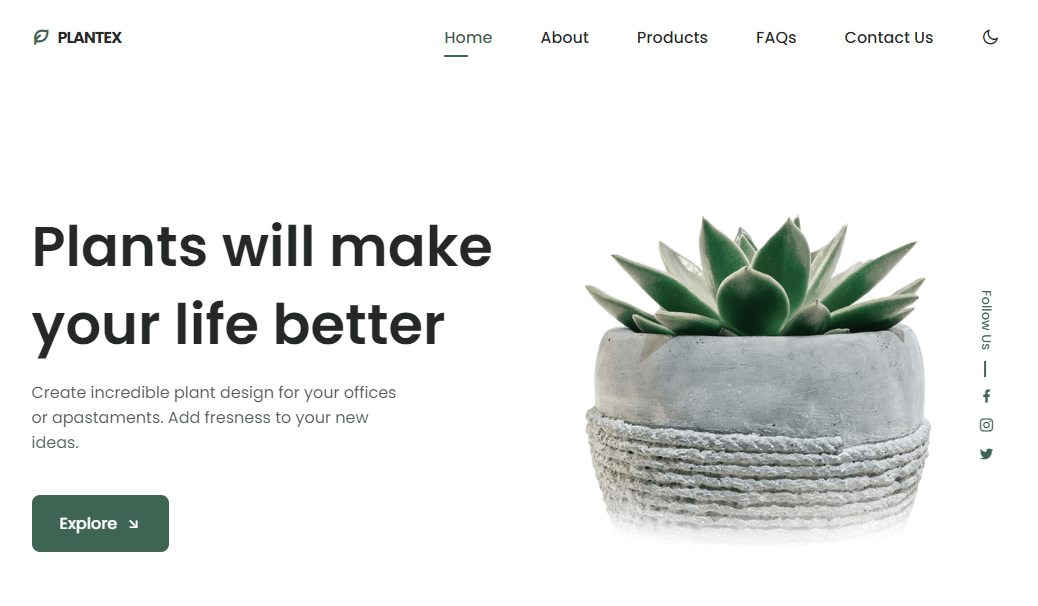 PLANTEX
Home
About
Products
FAQs
Contact Us
Plants will make
your life better
Create incredible plant design for your offices
or apastaments. Add fresness to your new
ideas.
Explore
Follow Us